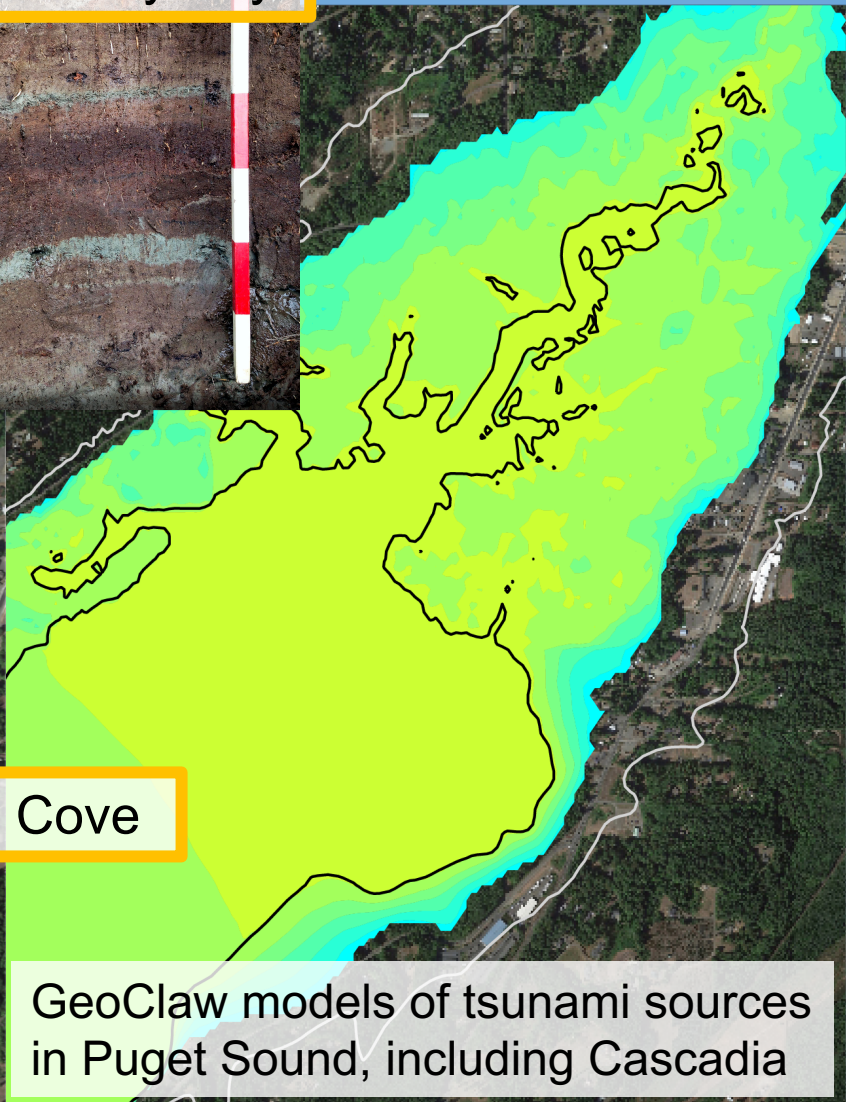 Cove
GeoClaw models of tsunami sources
in Puget Sound, including Cascadia